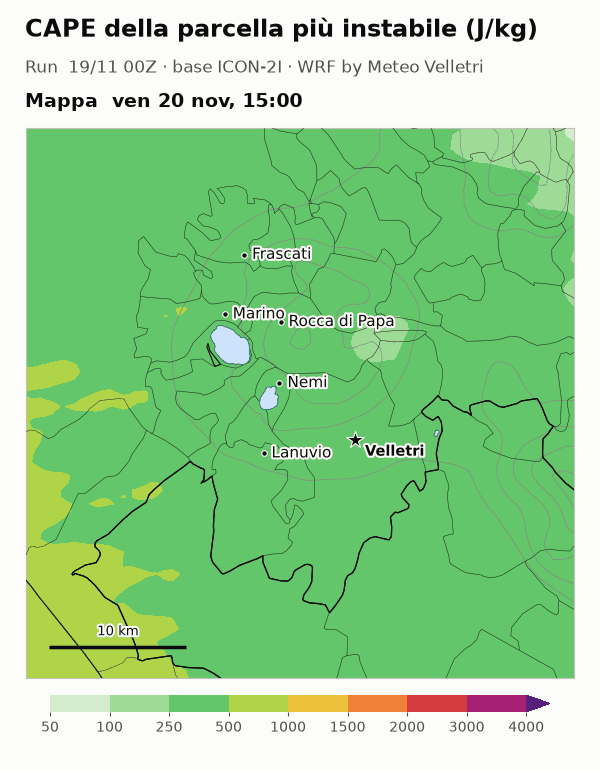 CAPE della parcella più instabile (J/kg)
Run  19/11 00Z · base ICON-2I · WRF by Meteo Velletri
Mappa  ven 20 nov, 15:00
Frascati
Marino
Rocca di Papa
Nemi
Lanuvio
Velletri
10 km
50 100 250 500 1000 1500 2000 3000 4000